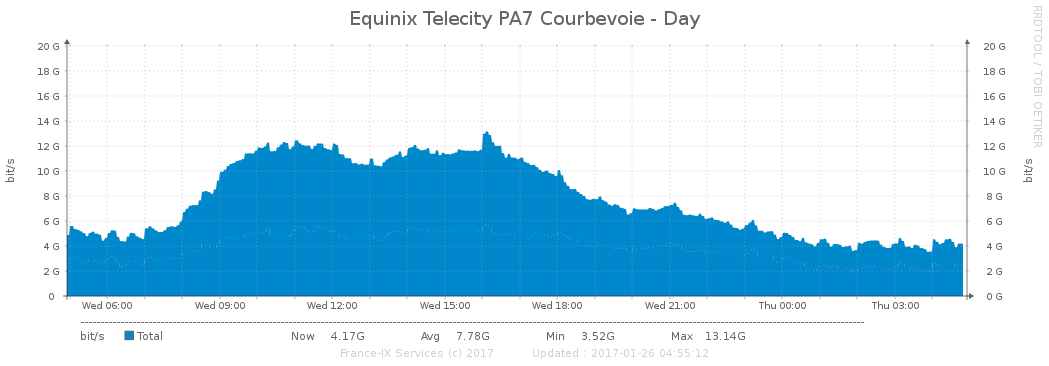 Equinix Telecity PA7 Courbevoie - Day
RRDTOOL / TOBI OETIKER
bit/s
20 G 20 G
18 G 18 G
16 G 16 G
14 G 14 G
12 G 12 G
10 G 10 G
8 G 8 G
6 G 6 G
4 G 4 G
2 G 2 G
0 0 G
bit/s
Wed 06:00 Wed 09:00 Wed 12:00 Wed 15:00 Wed 18:00 Wed 21:00 Thu 00:00 Thu 03:00
bit/s Total Now 4.17G Avg 7.78G Min 3.52G Max 13.14G
France-IX Services (c) 2017 Updated : 2017-01-26 04:55:12